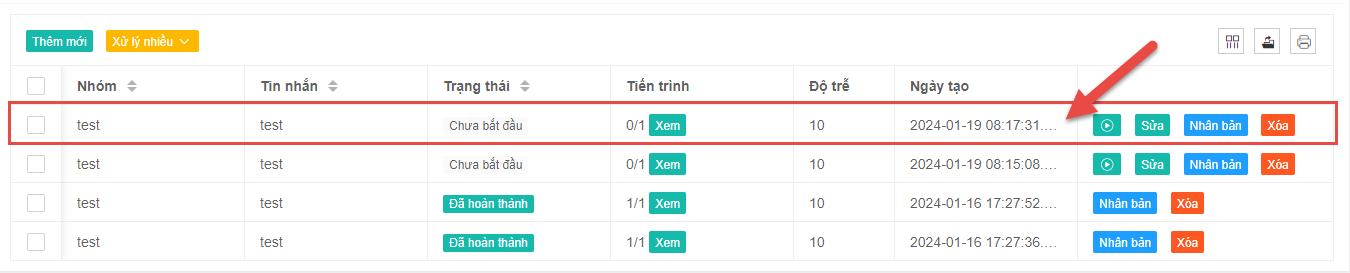 Thêm mới Xử lý nhiều
Nhóm Tin nhắn Trạng thái Tiến trình Độ trễ Ngày tạo
test test Chưa bắt đầu 0/1 Xem 10 2024-01-19 08:17:31.... Sửa Nhân bản Xóa
test test Chưa bắt đầu 0/1 Xem 10 2024-01-19 08:15:08.... Sửa Nhân bản Xóa
test test Đã hoàn thành 1/1 Xem 10 2024-01-16 17:27:52.... Nhân bản Xóa
test test Đã hoàn thành 1/1 Xem 10 2024-01-16 17:27:36.... Nhân bản Xóa